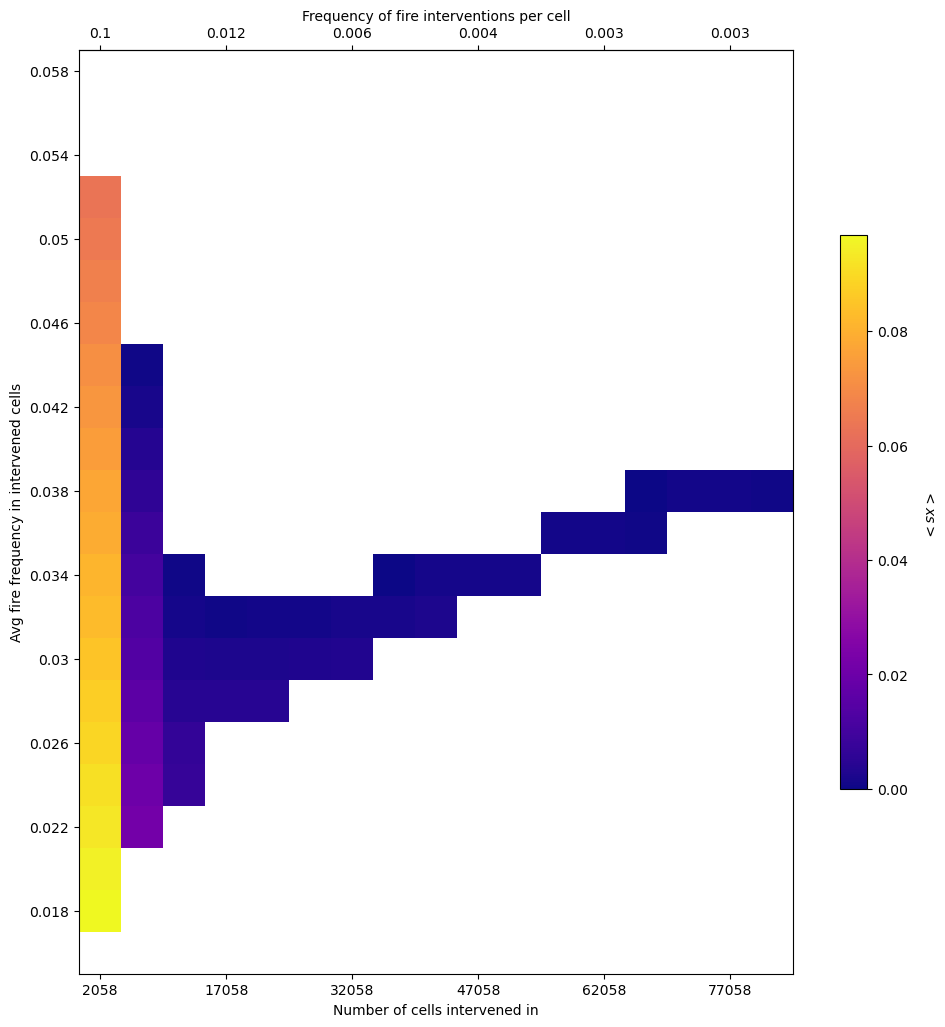 Frequency of fire interventions per cell
0.1 0.012 0.006 0.004 0.003 0.003
0.058
0.054
0.05
0.046
0.042
0.038
0.034
0.03
0.026
0.022
0.018
Avg fire frequency in intervened cells
2058 17058 32058 47058 62058 77058
Number of cells intervened in
0.08
0.06
0.04
0.02
0.00
< sx >